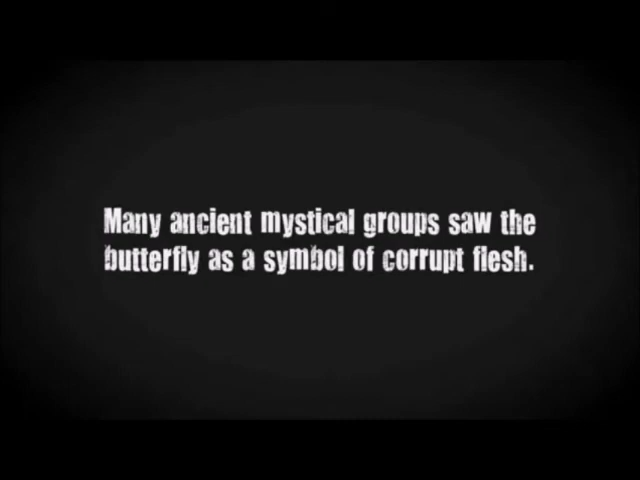 Many ancient mystical groups saw the
butterfly as a symbol of corrupt flesh.